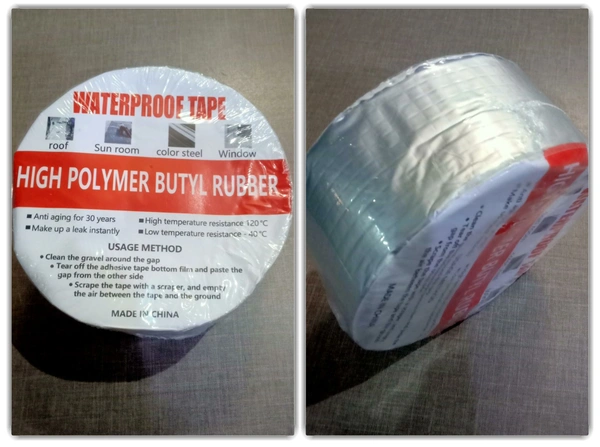 WATERPROOF TAPE
roof Sun room color steel Window
HIGH POLYMER BUTYL RUBBER
Anti aging for 30 years
High temperature resistance 120°C
Make up a leak instantly
Low temperature resistance -40°C
USAGE METHOD
Clean the gravel around the gap
Tear off the adhesive tape bottom film and paste the
gap from the other side
Scrape the tape with a scraper, and empty
the air between the tape and the ground
MADE IN CHINA